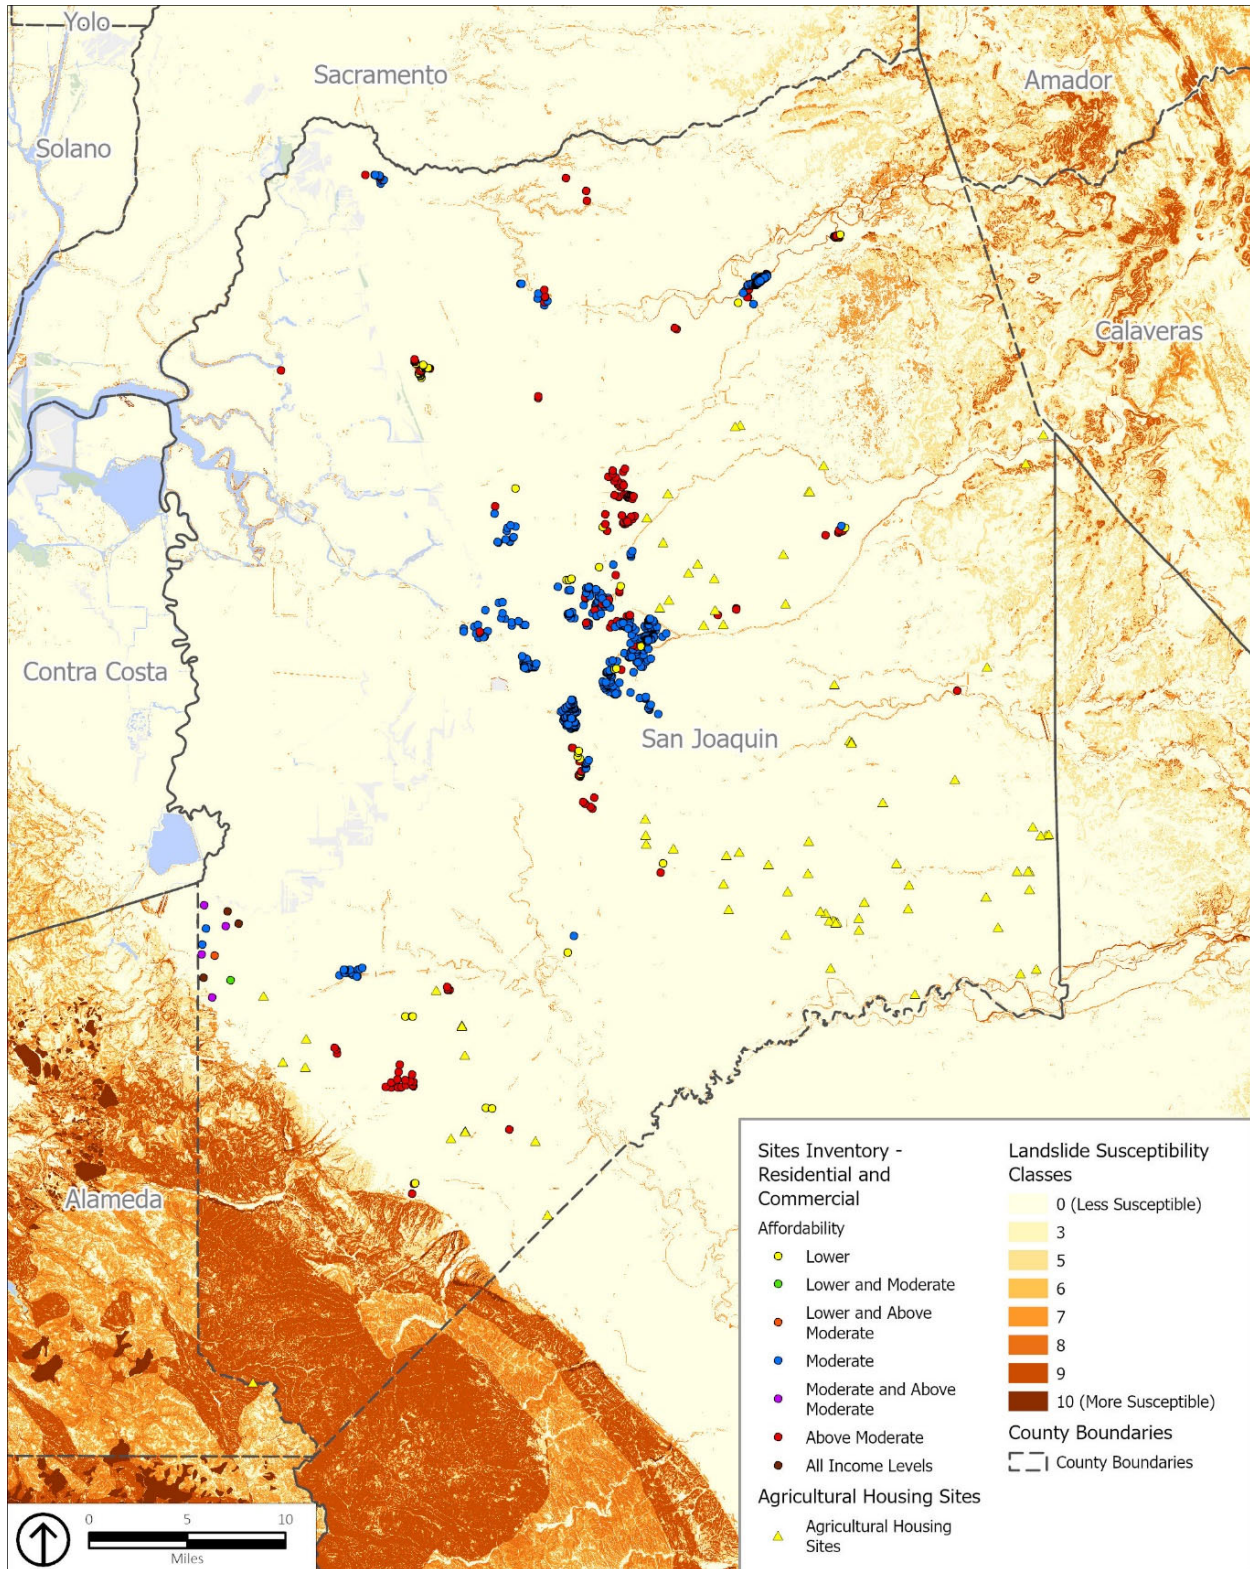 Yolo
Sacramento
Amador
Solano
Calaveras
Contra Costa
San Joaquin
Alameda
Sites Inventory -
Residential and
Commercial
Affordability
Lower
Lower and Moderate
Lower and Above
Moderate
Moderate
Moderate and Above
Moderate
Above Moderate
All Income Levels
Agricultural Housing Sites
Agricultural Housing
Sites
Landslide Susceptibility
Classes
0 (Less Susceptible)
3
5
6
7
8
9
10 (More Susceptible)
County Boundaries
County Boundaries
0 5 10
Miles